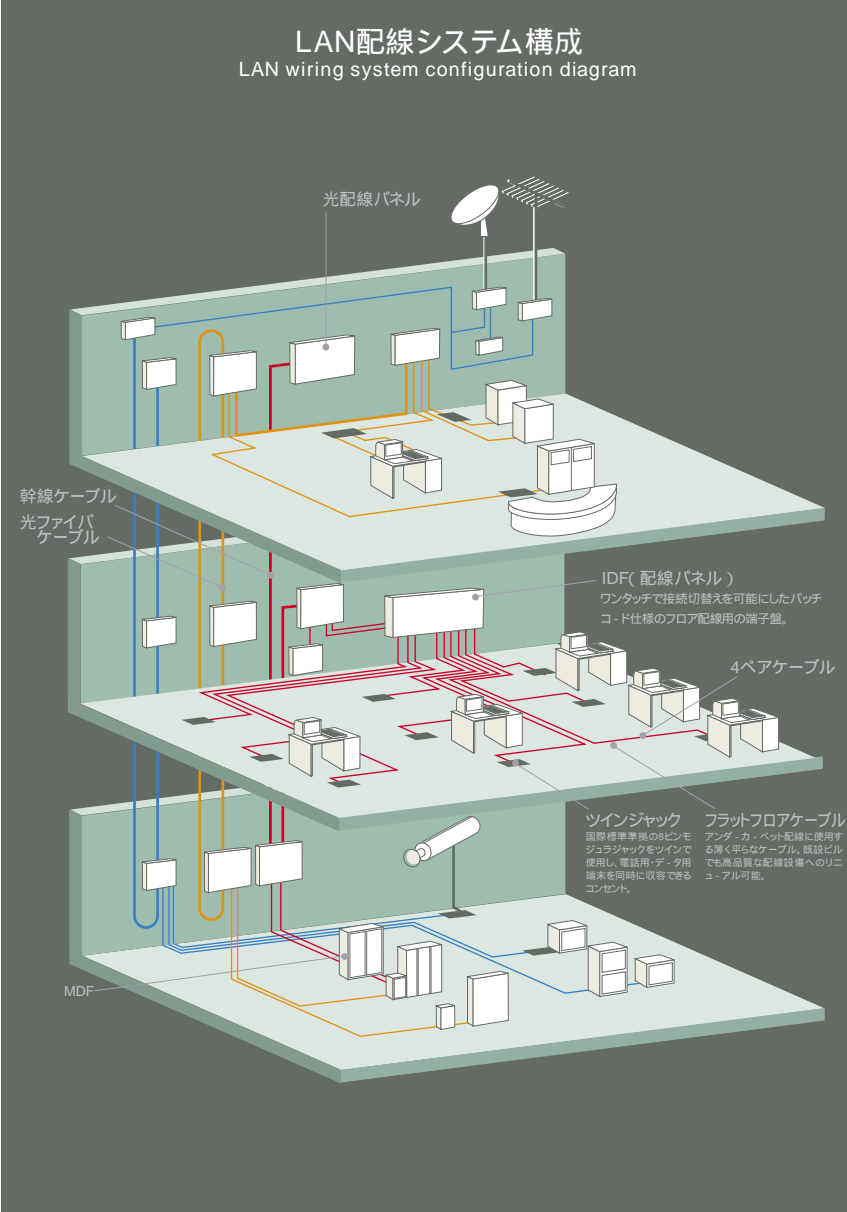 LAN配線システム構成
LAN wiring system configuration diagram
光配線パネル
幹線ケーブル
光ファイバ
ケーブル
IDF( 配線パネル )
ワンタッチで接続切替えを可能にしたパッチ
コ - ド仕様のフロア配線用の端子盤。
4ペアケーブル
ツインジャック
国際標準準拠の8ピンモ
ジュラジャックをツインで
使用し、電話用・デ - タ用
端末を同時に収容できる
コンセント。
フラットフロアケーブル
アンダ - カ - ペット配線に使用す
る薄く平らなケーブル。既設ビル
でも高品質な配線設備へのリニ
ュ - アル可能。
MDF